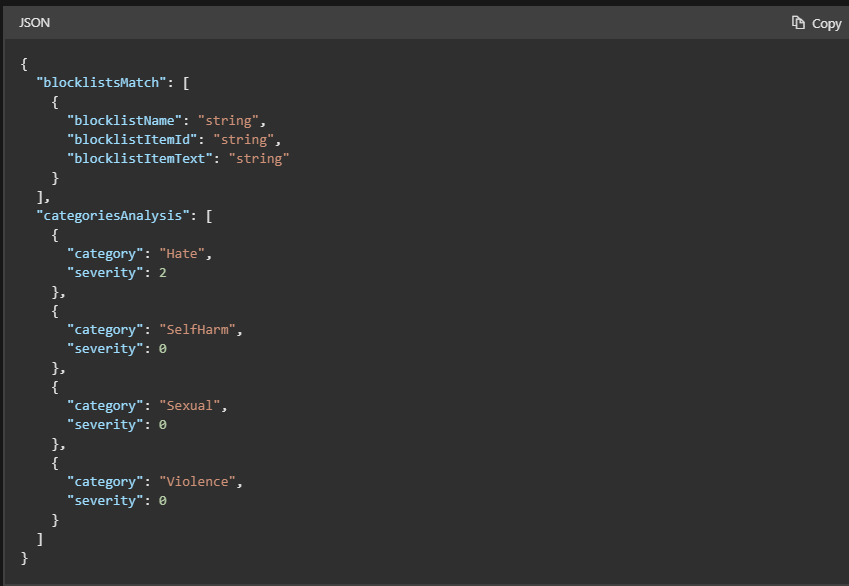 JSON
Copy
{
"blocklistsMatch": [
{
"blocklistName": "string",
"blocklistItemId": "string",
"blocklistItemText": "string"
}
],
"categoriesAnalysis": [
{
"category": "Hate",
"severity": 2
},
{
"category": "SelfHarm",
"severity": 0
},
{
"category": "Sexual",
"severity": 0
},
{
"category": "Violence",
"severity": 0
}
]
}